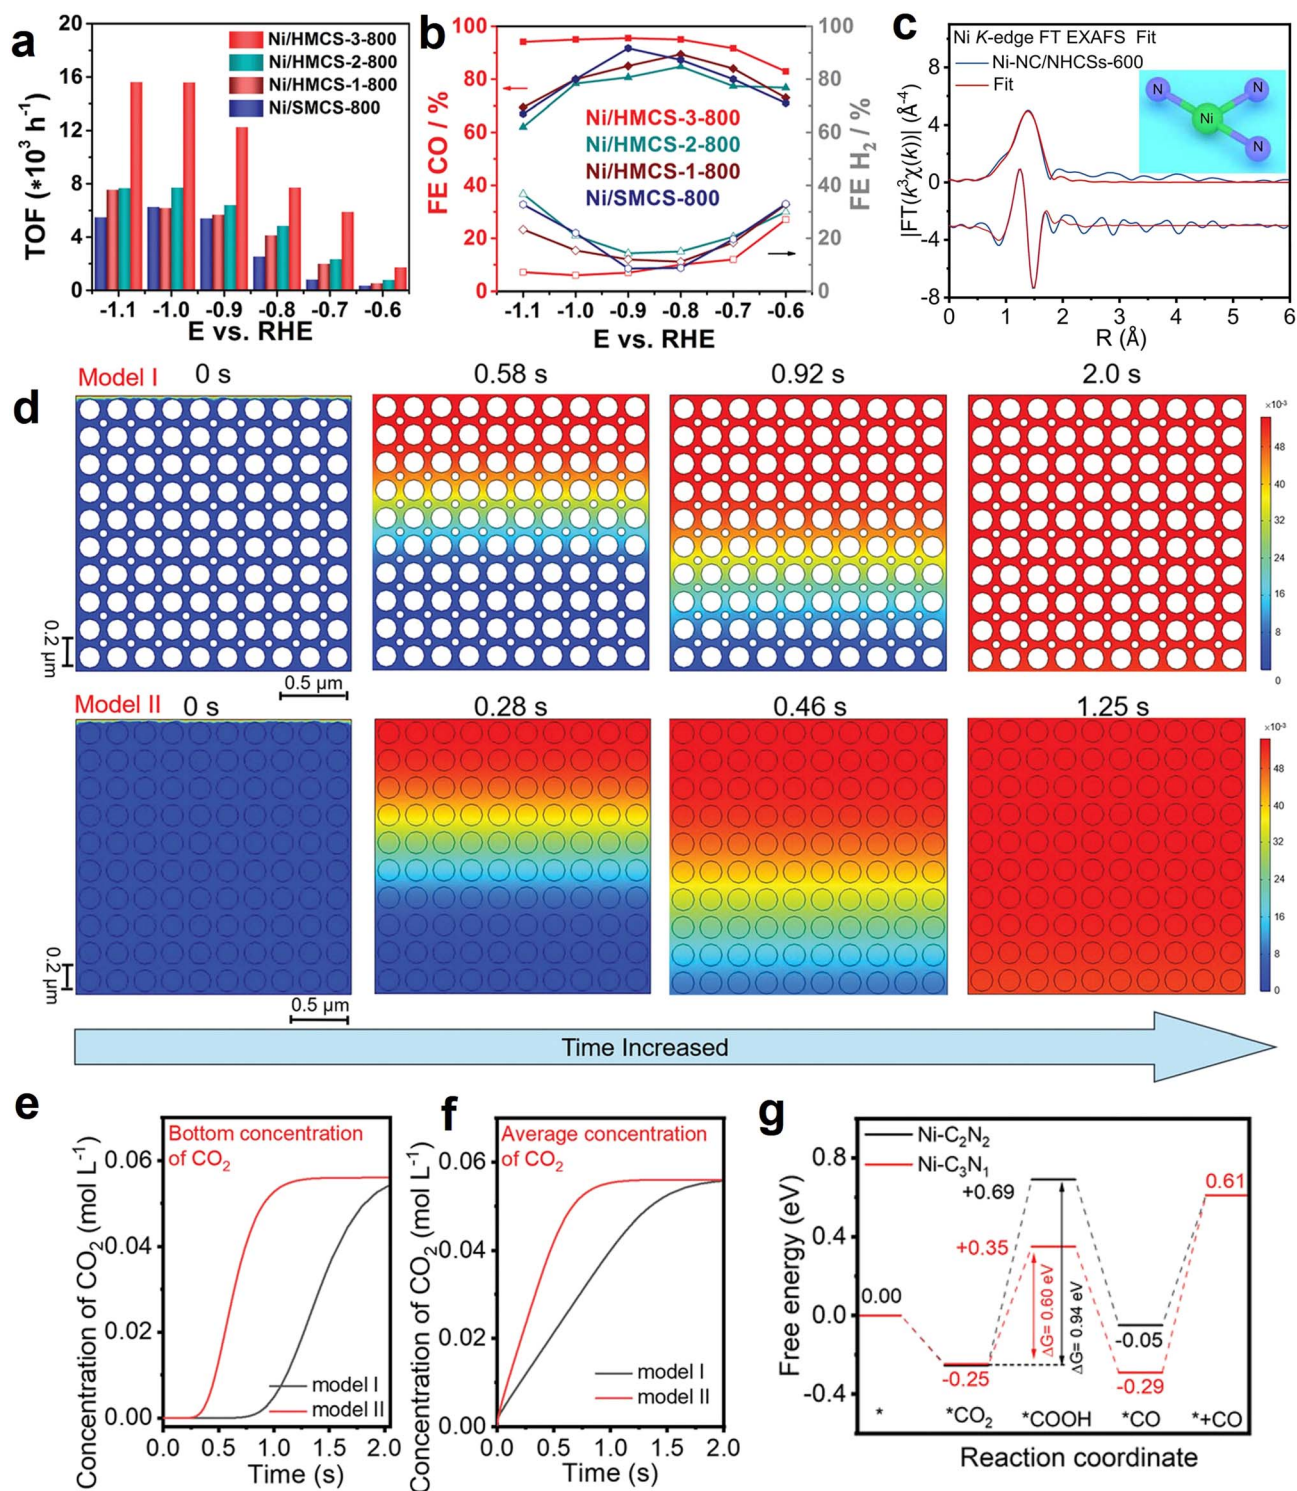 a
20
16
12
8
4
0
TOF (*10³ h⁻¹)
Ni/HMCS-3-800
Ni/HMCS-2-800
Ni/HMCS-1-800
Ni/SMCS-800
-1.1 -1.0 -0.9 -0.8 -0.7 -0.6
E vs. RHE
b
100
80
60
40
20
0
FE CO / %
Ni/HMCS-3-800
Ni/HMCS-2-800
Ni/HMCS-1-800
Ni/SMCS-800
100
80
60
40
20
0
FE H₂ / %
-1.1 -1.0 -0.9 -0.8 -0.7 -0.6
E vs. RHE
c
Ni K-edge FT EXAFS Fit
Ni-NC/NHCSs-600
Fit
N N
Ni
N
8
4
0
-4
-8
|FT(k³χ(k))| (Å⁻⁴)
0 1 2 3 4 5 6
R (Å)
d
Model I 0 s 0.58 s 0.92 s 2.0 s
×10⁻³
48
40
32
24
16
8
0
0.2 µm
0.5 µm
Model II 0 s 0.28 s 0.46 s 1.25 s
×10⁻³
48
40
32
24
16
8
0
0.2 µm
0.5 µm
Time Increased
e
Bottom concentration
of CO₂
0.06
0.04
0.02
0.00
Concentration of CO₂ (mol L⁻¹)
model I
model II
0.0 0.5 1.0 1.5 2.0
Time (s)
f
Average concentration
of CO₂
0.06
0.04
0.02
0.00
Concentration of CO₂ (mol L⁻¹)
model I
model II
0.0 0.5 1.0 1.5 2.0
Time (s)
g
Ni-C₂N₂
Ni-C₃N₁
0.8
0.4
0.0
-0.4
Free energy (eV)
0.00
-0.25
+0.69
+0.35
ΔG= 0.60 eV
ΔG= 0.94 eV
-0.05
-0.29
0.61
* *CO₂ *COOH *CO *+CO
Reaction coordinate